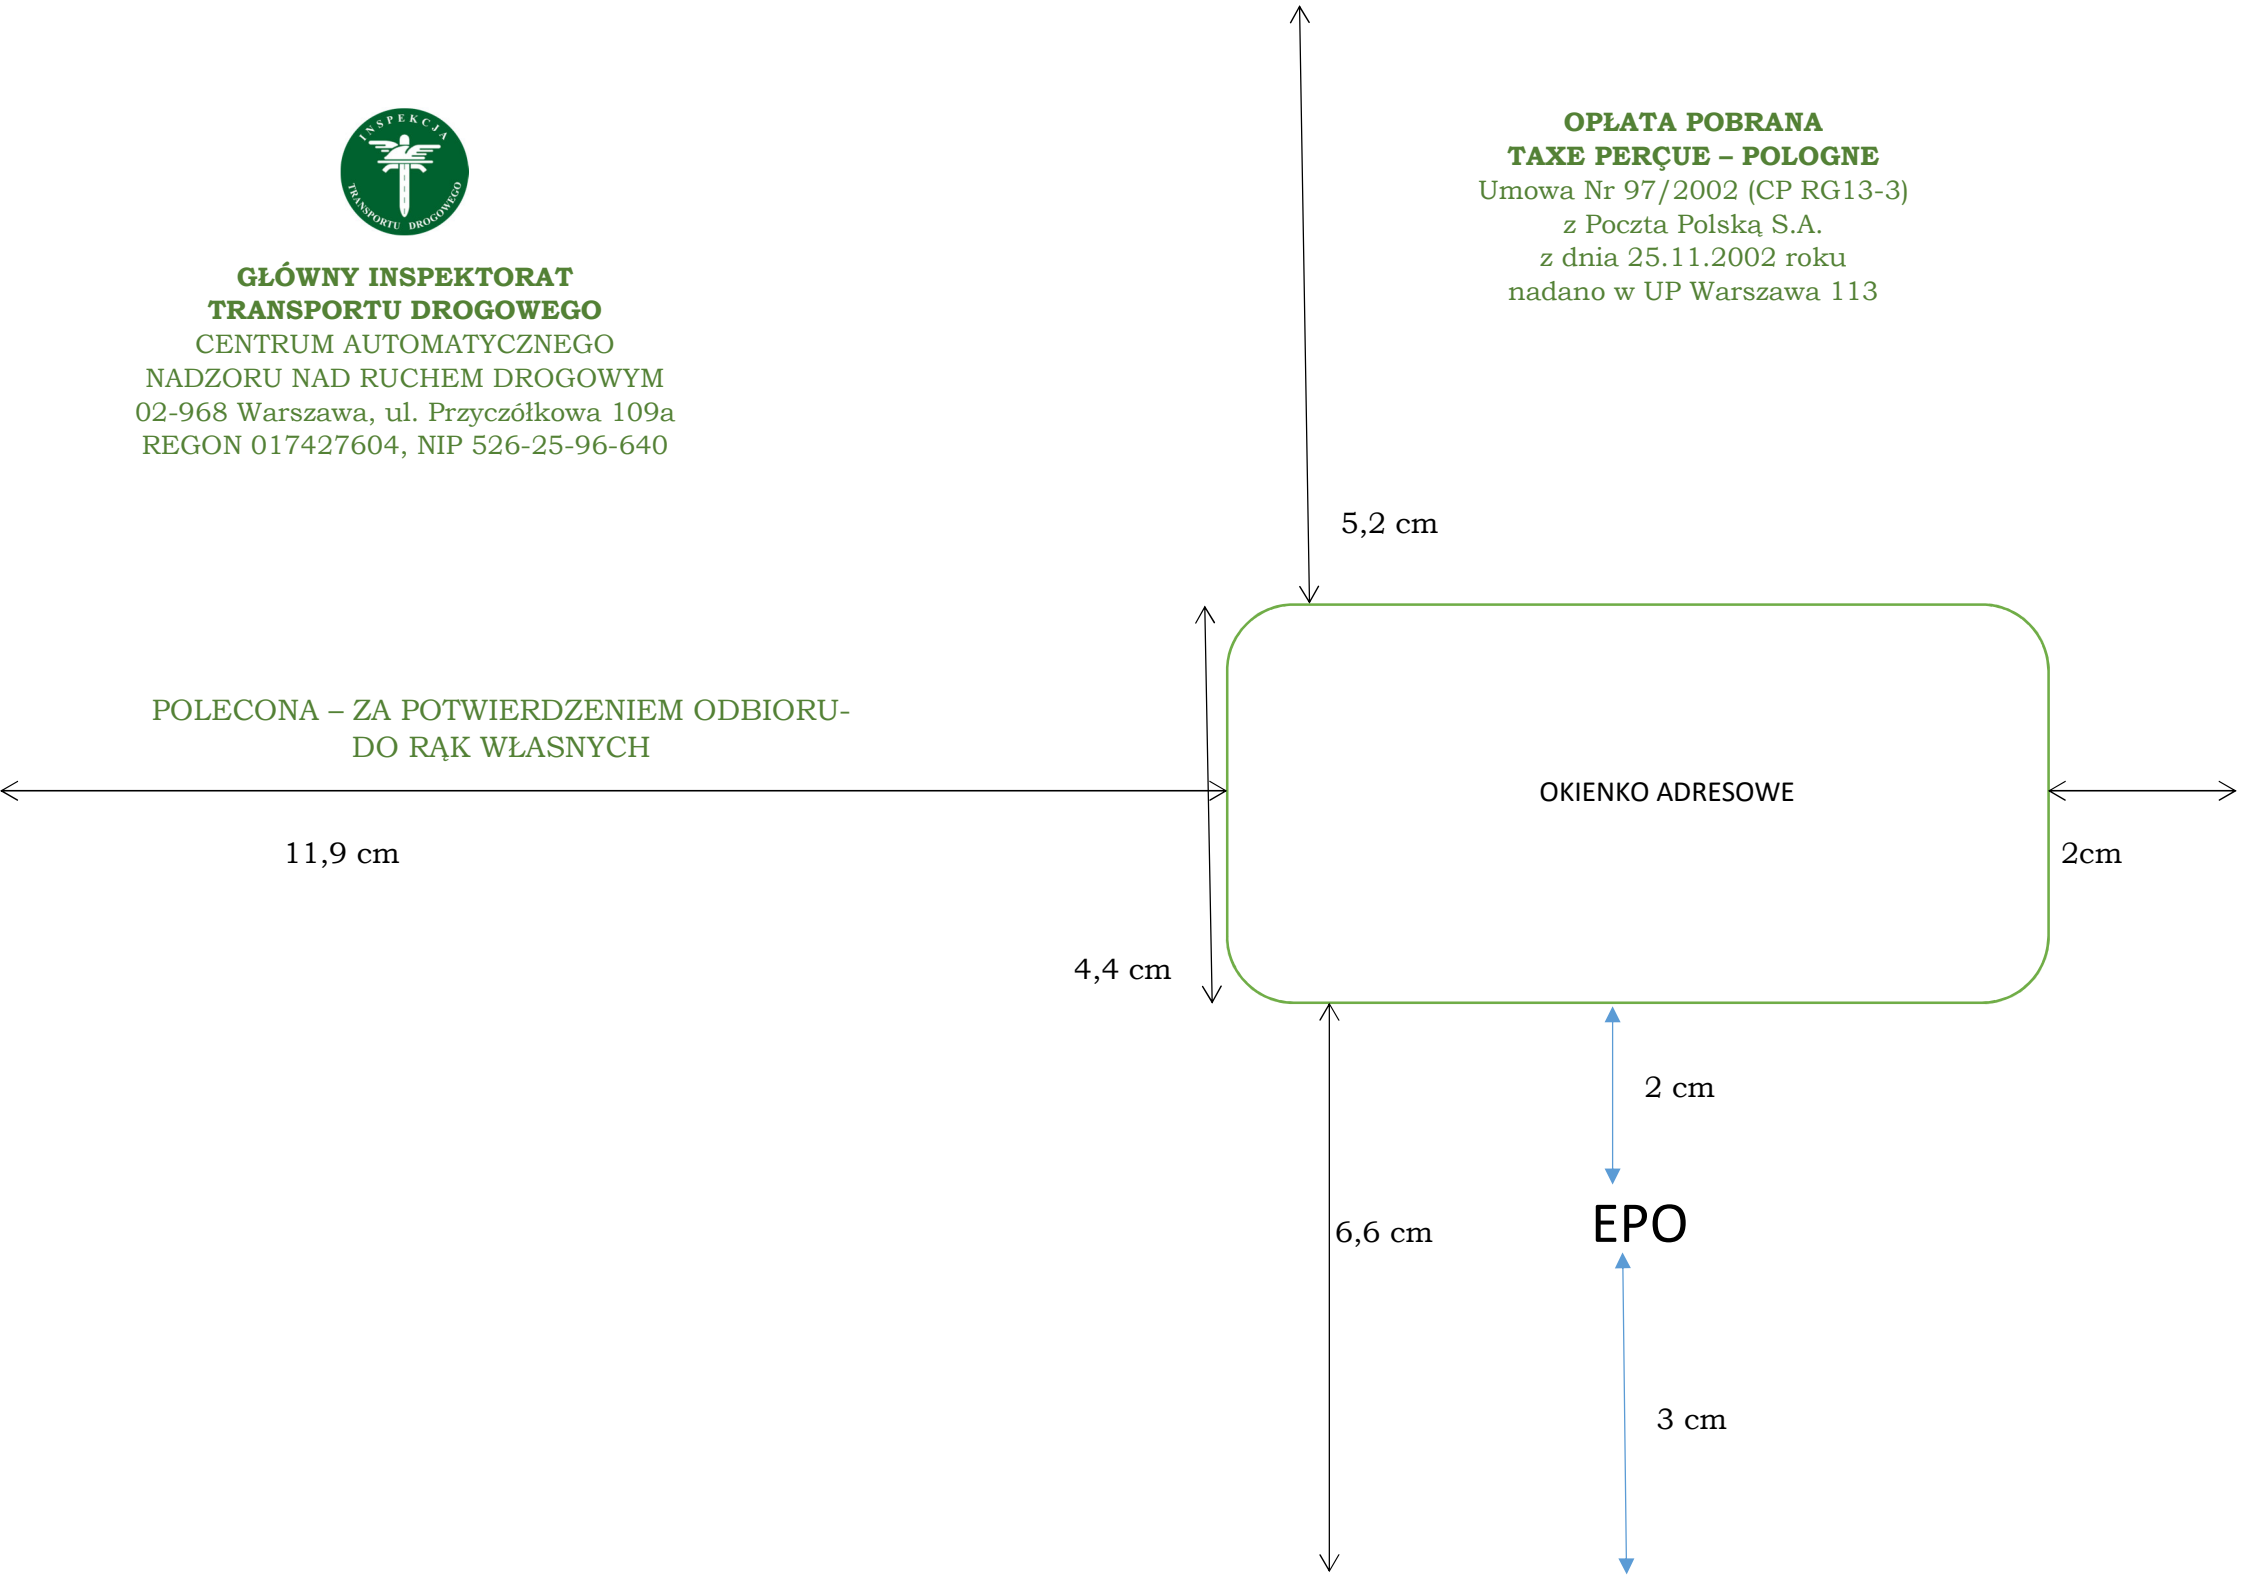 INSPEKCJA
TRANSPORTU DROGOWEGO
GŁÓWNY INSPEKTORAT
TRANSPORTU DROGOWEGO
CENTRUM AUTOMATYCZNEGO
NADZORU NAD RUCHEM DROGOWYM
02-968 Warszawa, ul. Przyczółkowa 109a
REGON 017427604, NIP 526-25-96-640
OPŁATA POBRANA
TAXE PERÇUE – POLOGNE
Umowa Nr 97/2002 (CP RG13-3)
z Poczta Polską S.A.
z dnia 25.11.2002 roku
nadano w UP Warszawa 113
5,2 cm
POLECONA – ZA POTWIERDZENIEM ODBIORU-
DO RĄK WŁASNYCH
OKIENKO ADRESOWE
11,9 cm
2cm
4,4 cm
2 cm
6,6 cm
EPO
3 cm